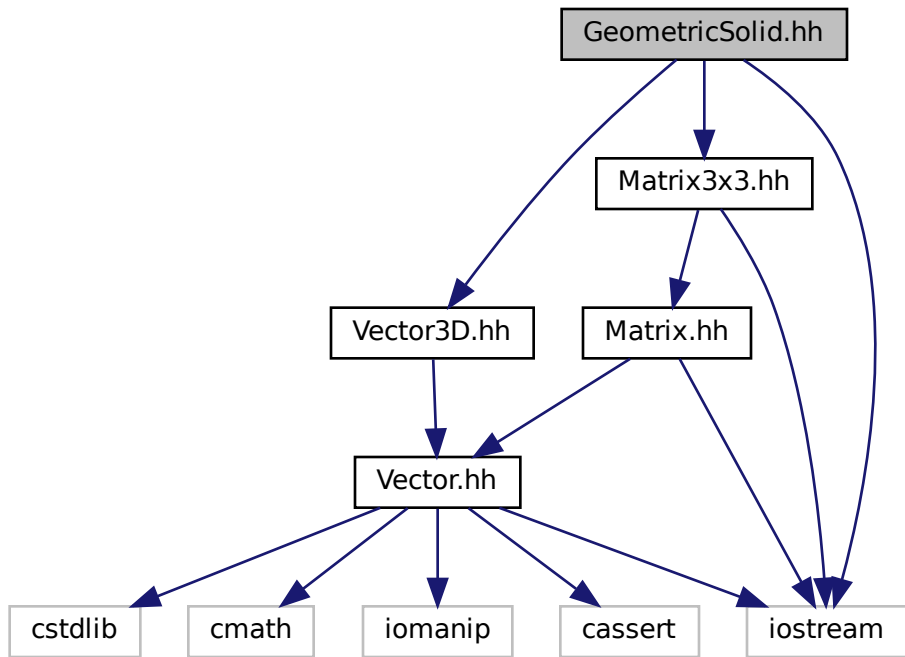 GeometricSolid.hh
Matrix3x3.hh
Vector3D.hh
Matrix.hh
Vector.hh
cstdlib
cmath
iomanip
cassert
iostream